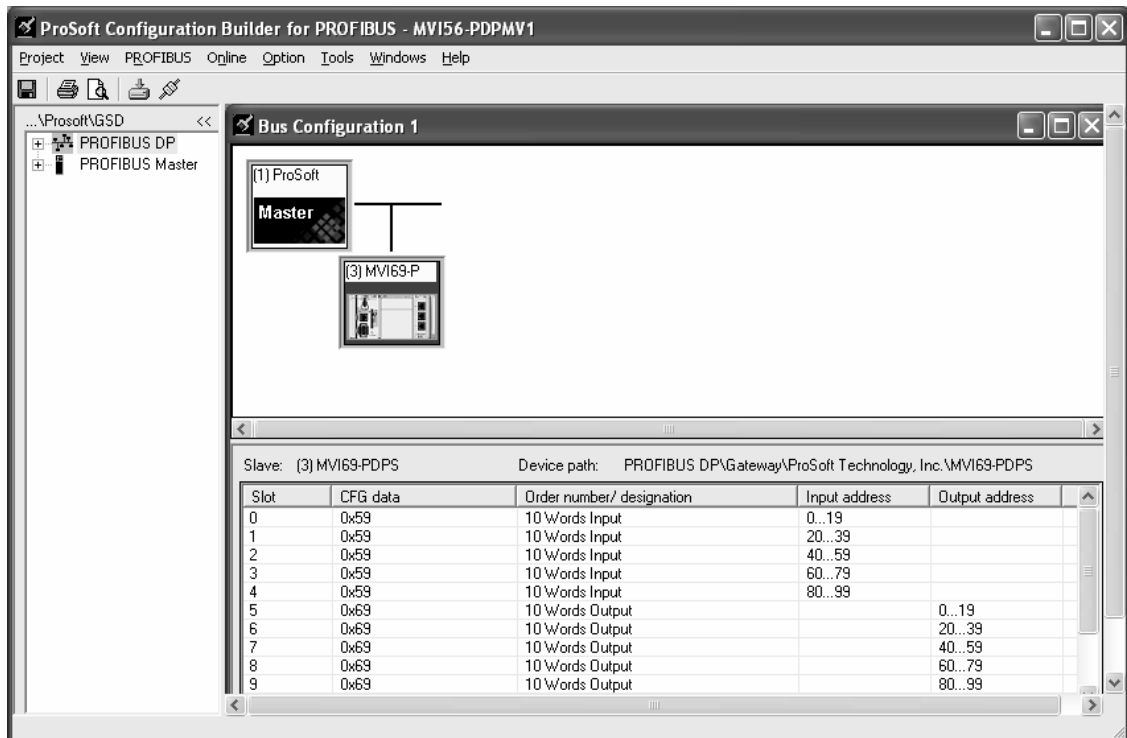 ProSoft Configuration Builder for PROFIBUS - MVI56-PDPMV1
Project View PROFIBUS Online Option Tools Windows Help
...\Prosoft\GSD <<
PROFIBUS DP
PROFIBUS Master
Bus Configuration 1
(1) ProSoft
Master
(3) MVI69-P
Slave: (3) MVI69-PDPS Device path: PROFIBUS DP\Gateway\ProSoft Technology, Inc.\MVI69-PDPS
Slot CFG data Order number/ designation Input address Output address
0 0x59 10 Words Input 0...19
1 0x59 10 Words Input 20...39
2 0x59 10 Words Input 40...59
3 0x59 10 Words Input 60...79
4 0x59 10 Words Input 80...99
5 0x69 10 Words Output 0...19
6 0x69 10 Words Output 20...39
7 0x69 10 Words Output 40...59
8 0x69 10 Words Output 60...79
9 0x69 10 Words Output 80...99